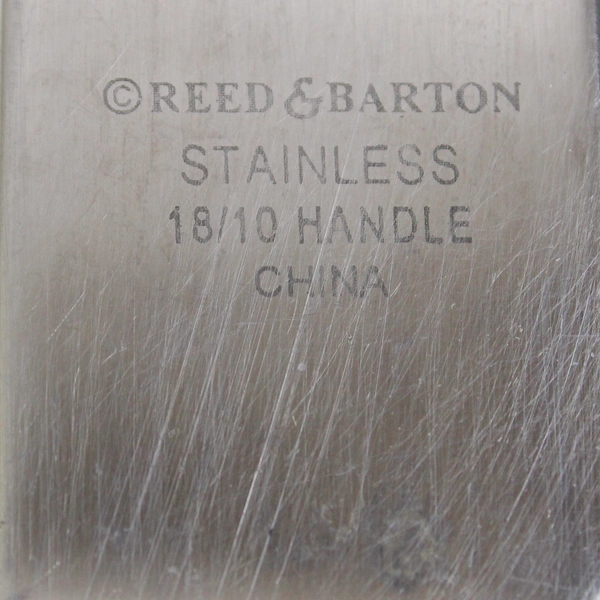 ©REED & BARTON
STAINLESS
18/10 HANDLE
CHINA